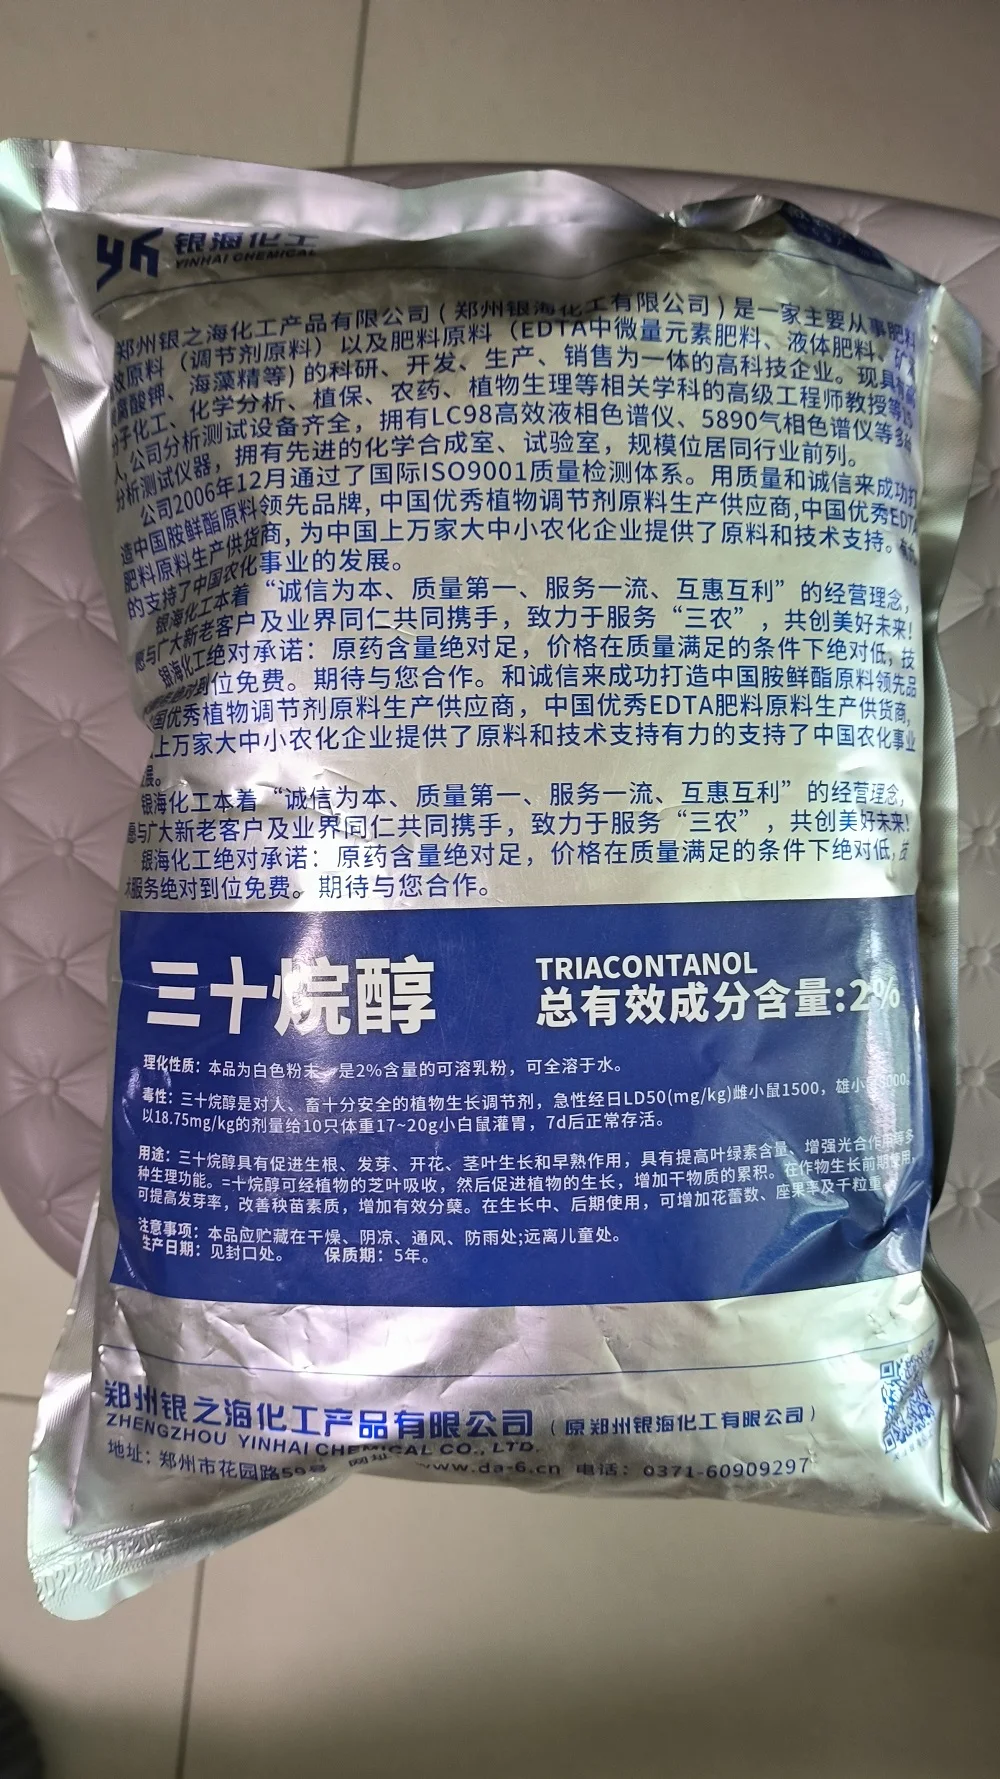 yh 银海化工
YINHAI CHEMICAL
郑州银之海化工产品有限公司(郑州银海化工有限公司)是一家主要从事肥料
效原料(调节剂原料)以及肥料原料(EDTA中微量元素肥料、液体肥料、矿
腐酸钾、海藻精等)的科研、开发、生产、销售为一体的高科技企业。现具有高
分子化工、化学分析、植保、农药、植物生理等相关学科的高级工程师教授等
人,公司分析测试设备齐全,拥有LC98高效液相色谱仪、5890气相色谱仪等多台
分析测试仪器,拥有先进的化学合成室、试验室,规模位居同行业前列。
公司2006年12月通过了国际ISO9001质量检测体系。用质量和诚信来成功打
造中国胺鲜酯原料领先品牌,中国优秀植物调节剂原料生产供应商,中国优秀EDTA
肥料原料生产供货商,为中国上万家大中小农化企业提供了原料和技术支持。有力
的支持了中国农化事业的发展。
银海化工本着“诚信为本、质量第一、服务一流、互惠互利”的经营理念,
愿与广大新老客户及业界同仁共同携手,致力于服务“三农”,共创美好未来!
银海化工绝对承诺:原药含量绝对足,价格在质量满足的条件下绝对低,技
绝对到位免费。期待与您合作。和诚信来成功打造中国胺鲜酯原料领先品
国优秀植物调节剂原料生产供应商,中国优秀EDTA肥料原料生产供货商,
上万家大中小农化企业提供了原料和技术支持有力的支持了中国农化事业
展。
银海化工本着“诚信为本、质量第一、服务一流、互惠互利”的经营理念,
愿与广大新老客户及业界同仁共同携手,致力于服务“三农”,共创美好未来!
银海化工绝对承诺:原药含量绝对足,价格在质量满足的条件下绝对低,技
术服务绝对到位免费。期待与您合作。
三十烷醇
TRIACONTANOL
总有效成分含量:2%
理化性质:本品为白色粉末 是2%含量的可溶乳粉,可全溶于水。
毒性:三十烷醇是对人、畜十分安全的植物生长调节剂,急性经日LD50(mg/kg)雌小鼠1500,雄小鼠8000,
以18.75mg/kg的剂量给10只体重17~20g小白鼠灌胃,7d后正常存活。
用途:三十烷醇具有促进生根、发芽、开花、茎叶生长和早熟作用,具有提高叶绿素含量、增强光合作用等多
种生理功能。=十烷醇可经植物的芝叶吸收,然后促进植物的生长,增加干物质的累积。在作物生长前期使用,
可提高发芽率,改善秧苗素质,增加有效分蘖。在生长中、后期使用,可增加花蕾数、座果率及千粒重。
注意事项:本品应贮藏在干燥、阴凉、通风、防雨处;远离儿童处。
生产日期:见封口处。 保质期:5年。
郑州银之海化工产品有限公司(原郑州银海化工有限公司)
ZHENGZHOU YINHAI CHEMICAL CO., LTD.
地址:郑州市花园路59号 网址 www.da-6.cn 电话:0371-60909297